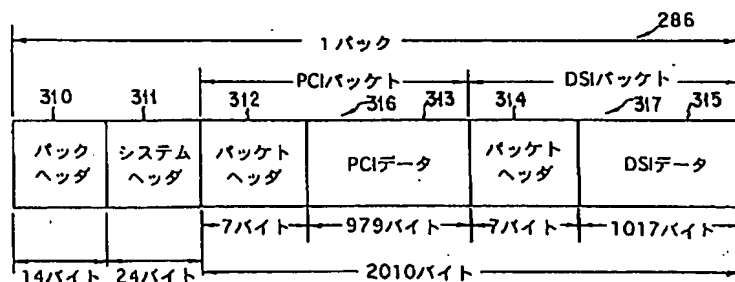 286
1パック
PCIパケット DSIパケット
310 311 312 316 313 314 317 315
パック
ヘッダ
システム
ヘッダ
パケット
ヘッダ
PCIデータ
パケット
ヘッダ
DSIデータ
7バイト 979バイト 7バイト 1017バイト
14バイト 24バイト 2010バイト